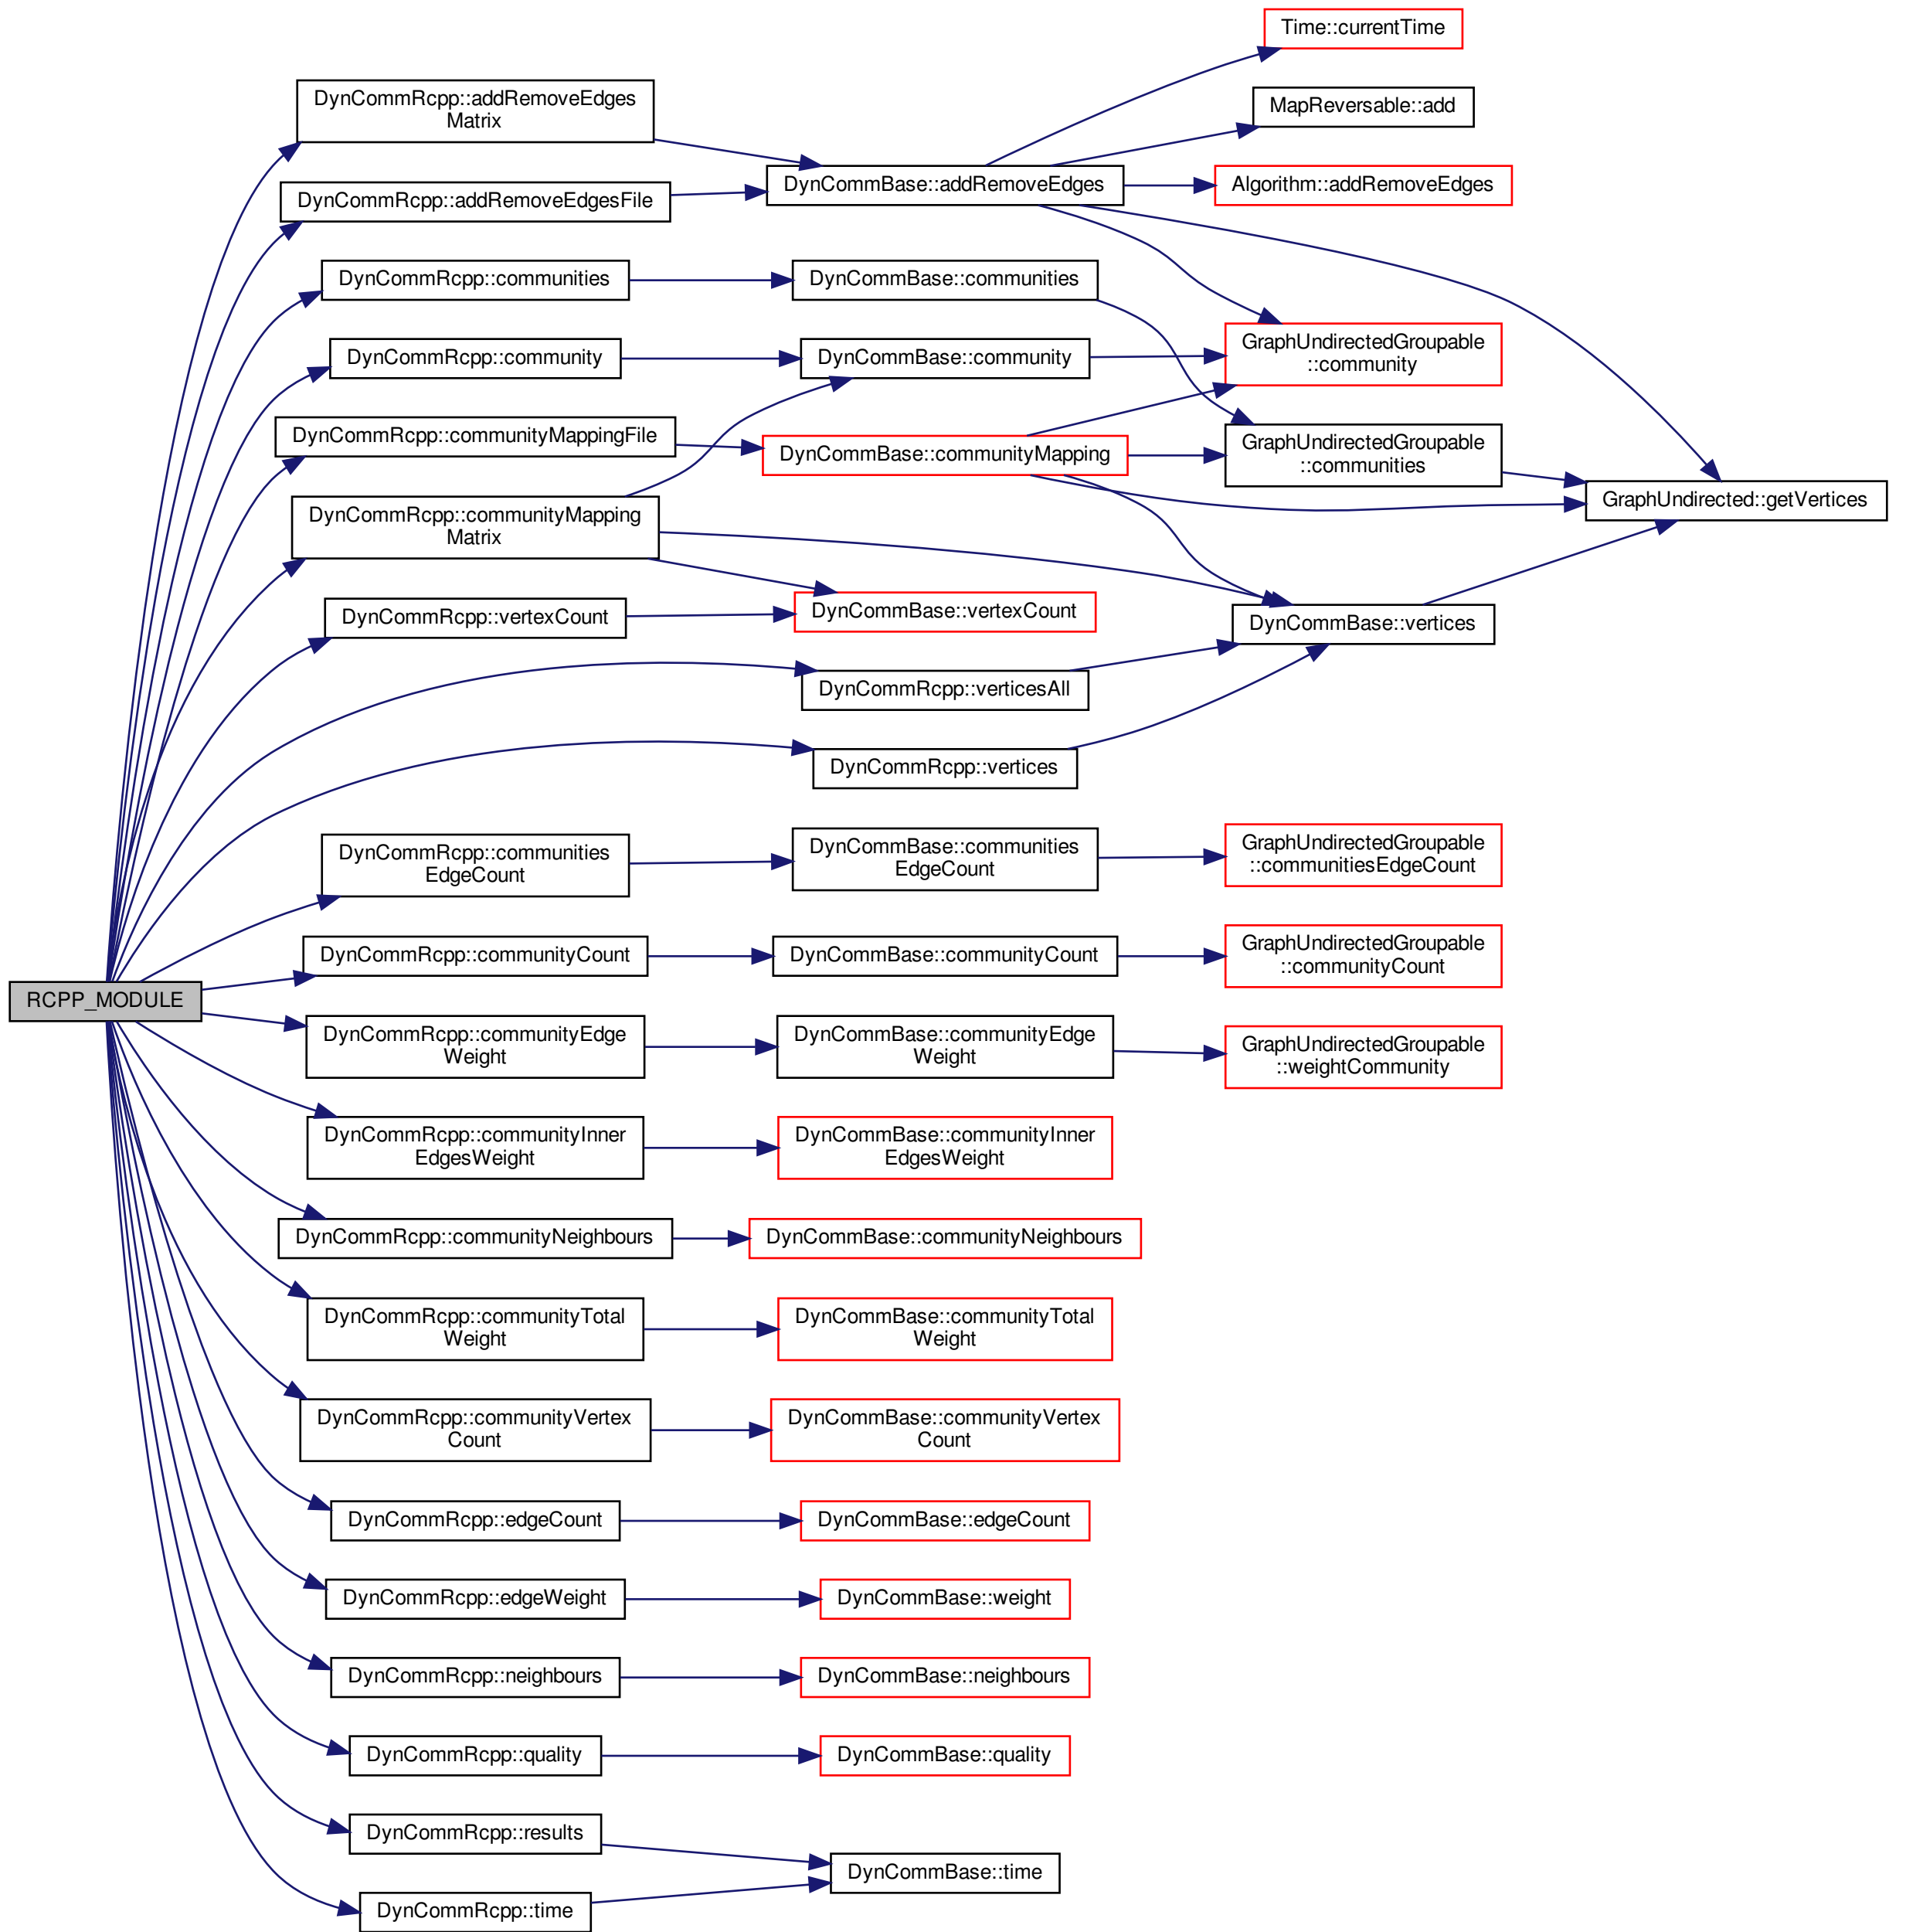 RCPP_MODULE
DynCommRcpp::addRemoveEdges
Matrix
DynCommRcpp::addRemoveEdgesFile
DynCommRcpp::communities
DynCommRcpp::community
DynCommRcpp::communityMappingFile
DynCommRcpp::communityMapping
Matrix
DynCommRcpp::vertexCount
DynCommRcpp::verticesAll
DynCommRcpp::vertices
DynCommRcpp::communities
EdgeCount
DynCommRcpp::communityCount
DynCommRcpp::communityEdge
Weight
DynCommRcpp::communityInner
EdgesWeight
DynCommRcpp::communityNeighbours
DynCommRcpp::communityTotal
Weight
DynCommRcpp::communityVertex
Count
DynCommRcpp::edgeCount
DynCommRcpp::edgeWeight
DynCommRcpp::neighbours
DynCommRcpp::quality
DynCommRcpp::results
DynCommRcpp::time
DynCommBase::addRemoveEdges
DynCommBase::communities
DynCommBase::community
DynCommBase::communityMapping
DynCommBase::vertexCount
DynCommBase::communities
EdgeCount
DynCommBase::communityCount
DynCommBase::communityEdge
Weight
DynCommBase::communityInner
EdgesWeight
DynCommBase::communityNeighbours
DynCommBase::communityTotal
Weight
DynCommBase::communityVertex
Count
DynCommBase::edgeCount
DynCommBase::weight
DynCommBase::neighbours
DynCommBase::quality
DynCommBase::time
Time::currentTime
MapReversable::add
Algorithm::addRemoveEdges
GraphUndirectedGroupable
::community
GraphUndirectedGroupable
::communities
DynCommBase::vertices
GraphUndirectedGroupable
::communitiesEdgeCount
GraphUndirectedGroupable
::communityCount
GraphUndirectedGroupable
::weightCommunity
GraphUndirected::getVertices